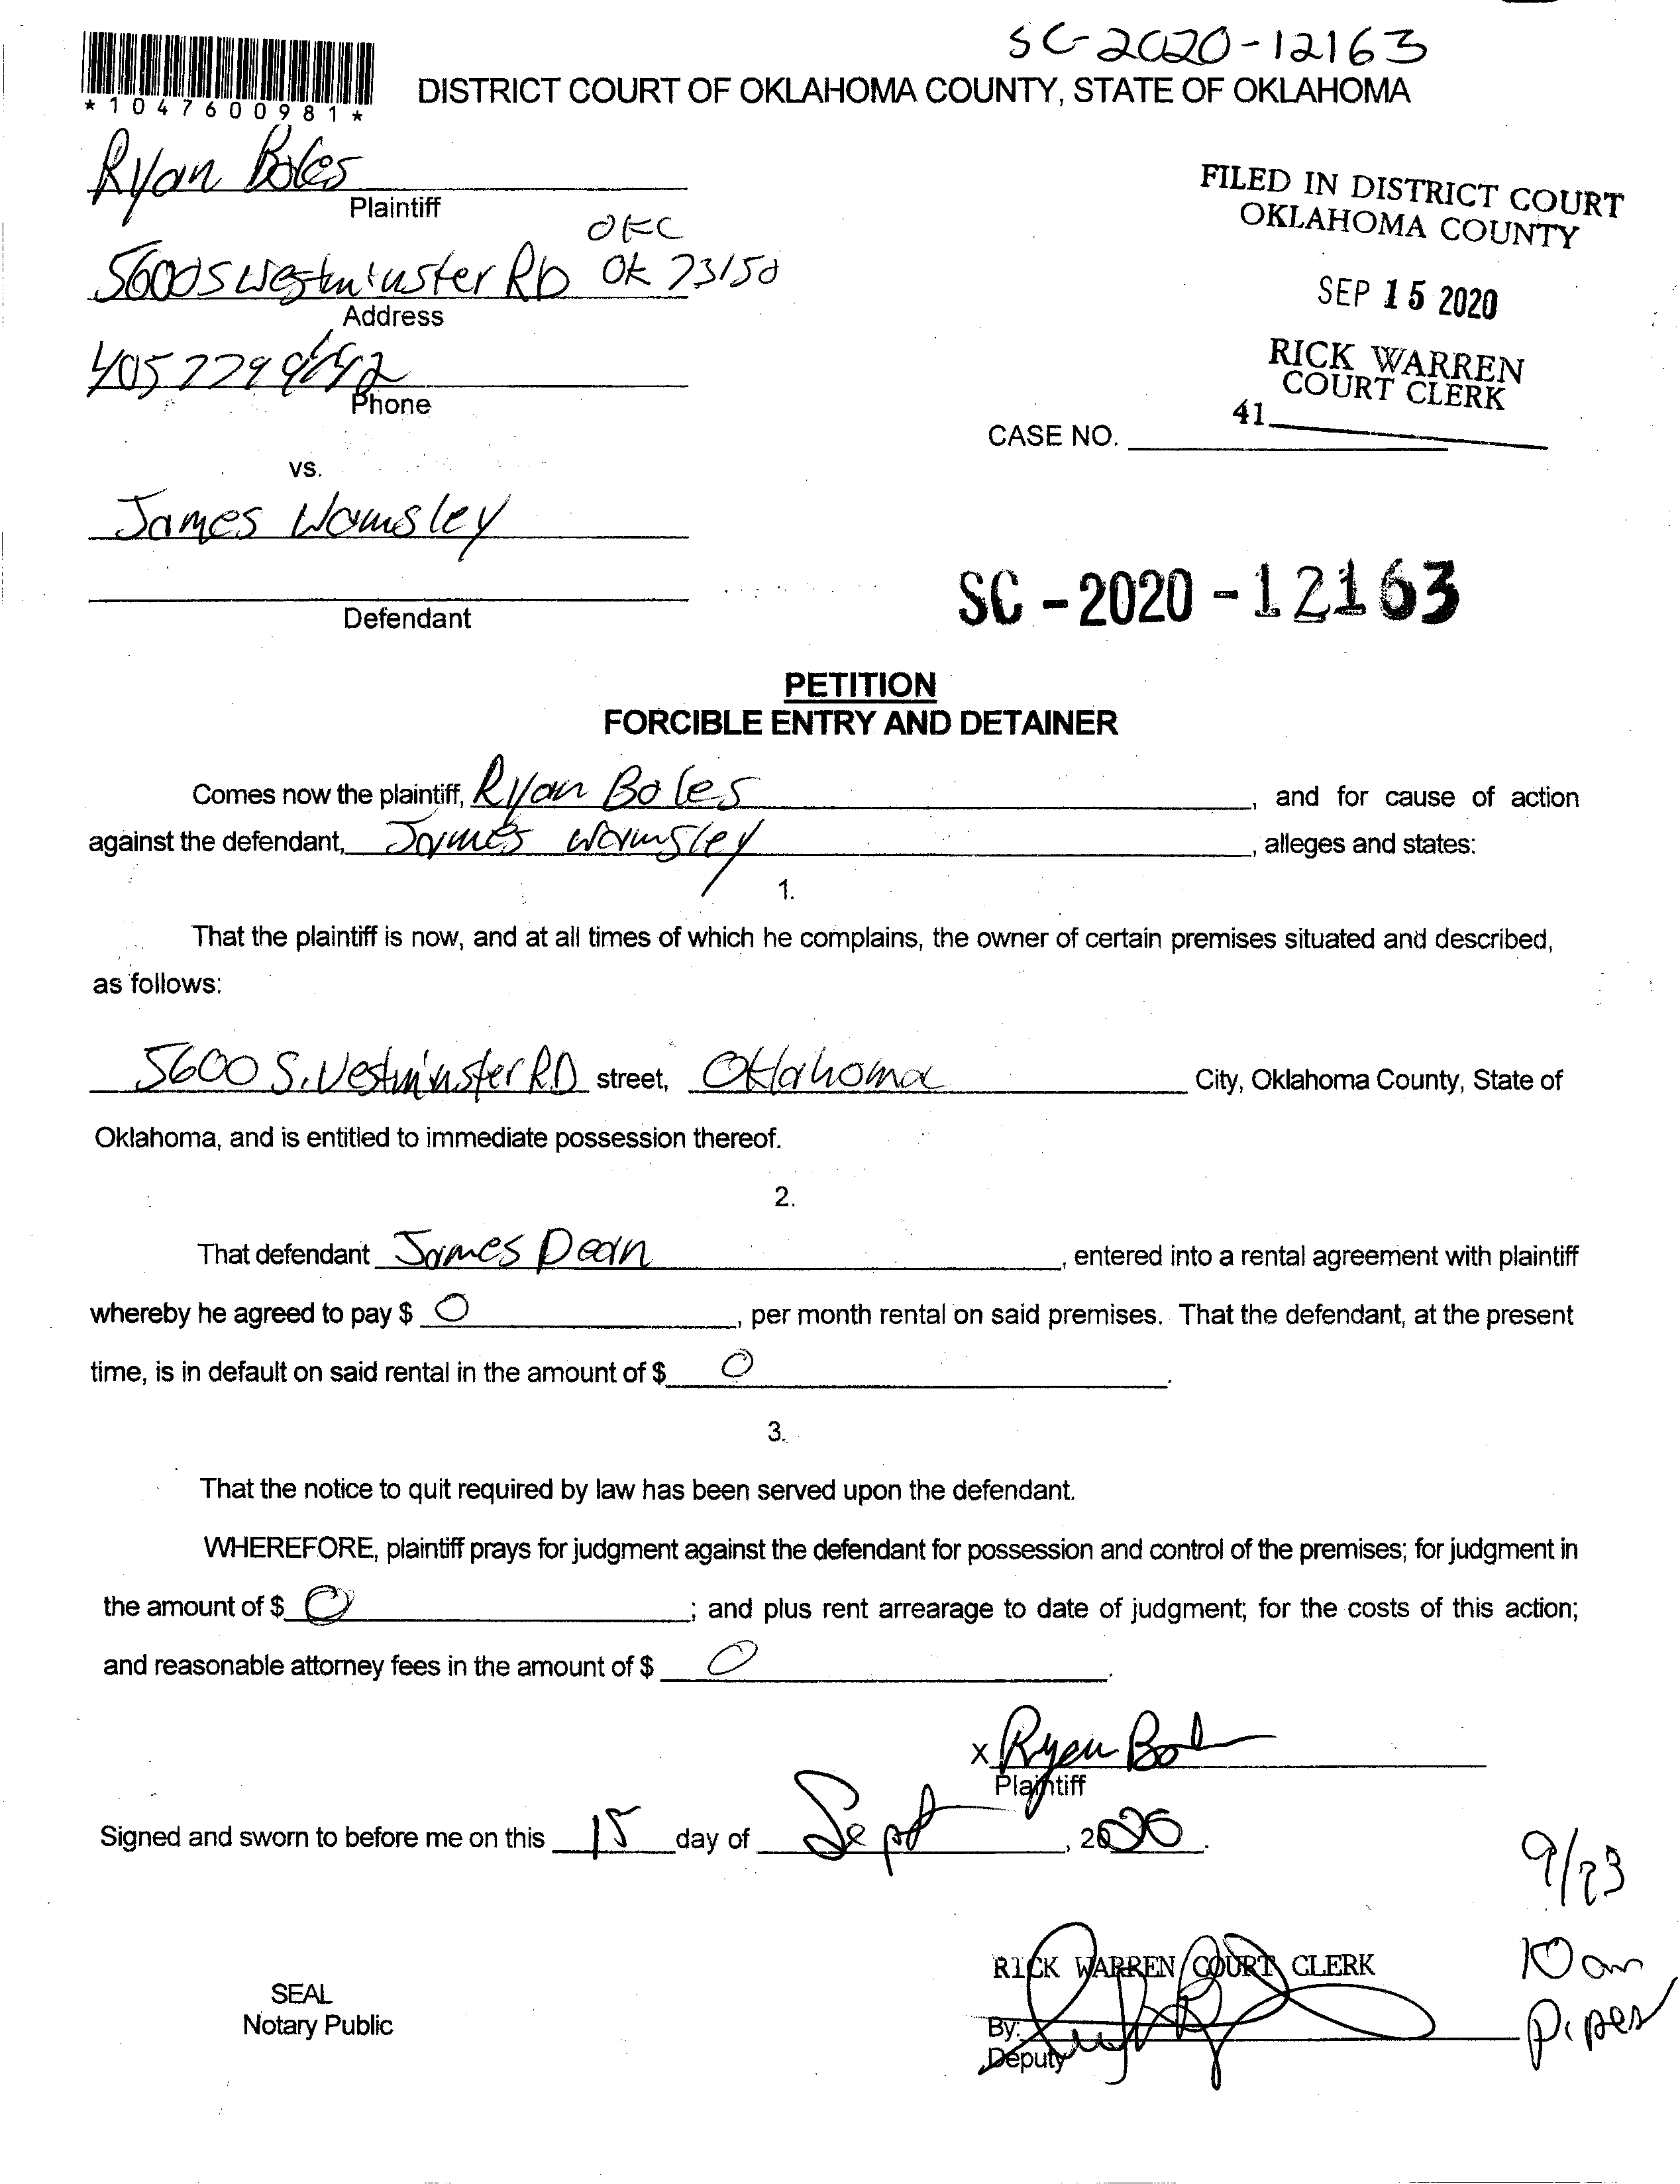 SC-2020-12163
*1047600981*
DISTRICT COURT OF OKLAHOMA COUNTY, STATE OF OKLAHOMA
Ryan Boles
Plaintiff
OKC
5600 S Westminster RD OK 73150
Address
405 229
Phone
FILED IN DISTRICT COURT
OKLAHOMA COUNTY
SEP 15 2020
RICK WARREN
COURT CLERK
41
CASE NO.
vs.
James Wamsley
Defendant
SC-2020-12163
PETITION
FORCIBLE ENTRY AND DETAINER
Comes now the plaintiff, Ryan Boles, and for cause of action
against the defendant, James Wamsley, alleges and states:
1.
That the plaintiff is now, and at all times of which he complains, the owner of certain premises situated and described,
as follows:
5600 S. Westminster RD street, Oklahoma City, Oklahoma County, State of
Oklahoma, and is entitled to immediate possession thereof.
2.
That defendant James Dean, entered into a rental agreement with plaintiff
whereby he agreed to pay $ 0, per month rental on said premises. That the defendant, at the present
time, is in default on said rental in the amount of $ 0.
3.
That the notice to quit required by law has been served upon the defendant.
WHEREFORE, plaintiff prays for judgment against the defendant for possession and control of the premises; for judgment in
the amount of $ 0; and plus rent arrearage to date of judgment; for the costs of this action;
and reasonable attorney fees in the amount of $ 0.
x Ryan Bol
Plaintiff
Signed and sworn to before me on this 15 day of Sept, 2020.
9/23
10 am
Piper
RICK WARREN COURT CLERK
By:
Deputy
SEAL
Notary Public